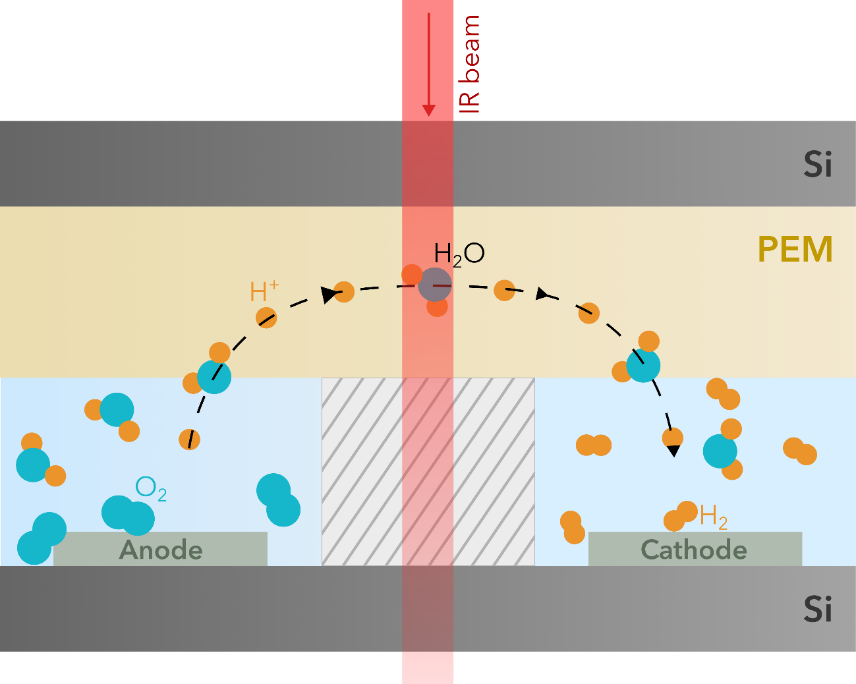 IR beam
Si
PEM
H₂O
H⁺
O₂
H₂
Anode
Cathode
Si